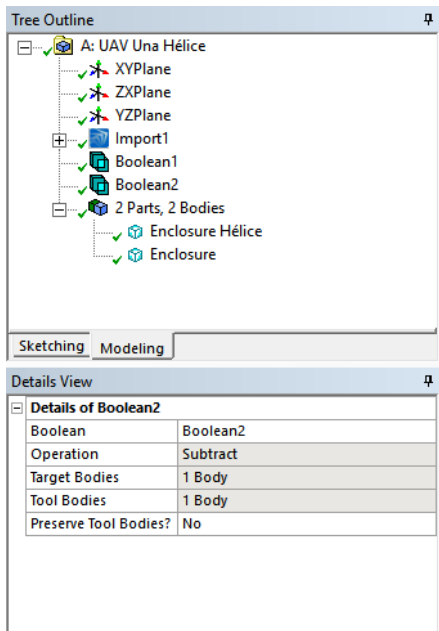 Tree Outline
A: UAV Una Hélice
XYPlane
ZXPlane
YZPlane
Import1
Boolean1
Boolean2
2 Parts, 2 Bodies
Enclosure Hélice
Enclosure
Sketching Modeling
Details View
Details of Boolean2
Boolean Boolean2
Operation Subtract
Target Bodies 1 Body
Tool Bodies 1 Body
Preserve Tool Bodies? No